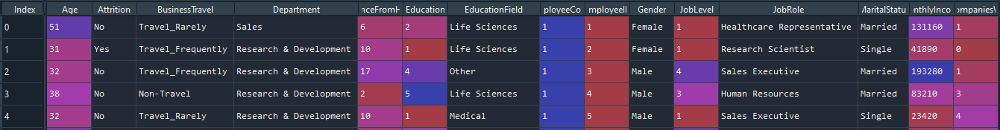 Index Age Attrition BusinessTravel Department nceFromH Education EducationField ployeeCo mployeeI Gender JobLevel JobRole MaritalStatu nthlyInco ompanies
0 51 No Travel_Rarely Sales 6 2 Life Sciences 1 1 Female 1 Healthcare Representative Married 131160 1
1 31 Yes Travel_Frequently Research & Development 10 1 Life Sciences 1 2 Female 1 Research Scientist Single 41890 0
2 32 No Travel_Frequently Research & Development 17 4 Other 1 3 Male 4 Sales Executive Married 193280 1
3 38 No Non-Travel Research & Development 2 5 Life Sciences 1 4 Male 3 Human Resources Married 83210 3
4 32 No Travel_Rarely Research & Development 10 1 Medical 1 5 Male 1 Sales Executive Single 23420 4